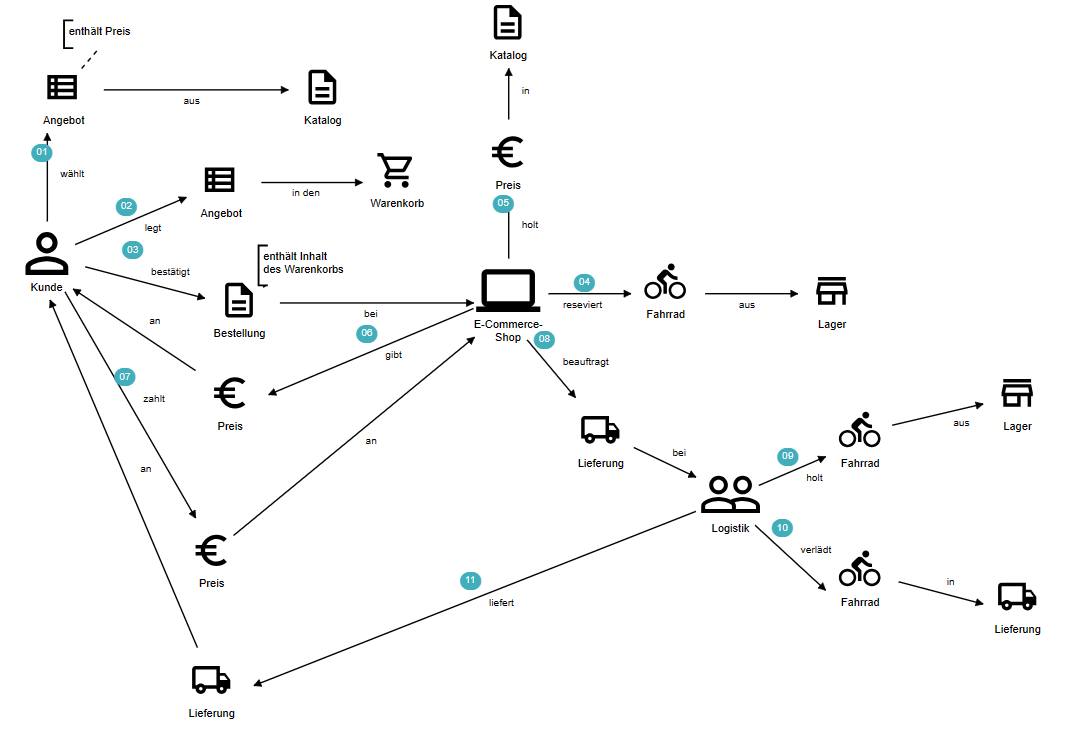 enthält Preis
Katalog
in
Angebot
aus
Katalog
01
wählt
Preis
05
holt
02
legt
Angebot
in den
Warenkorb
03
bestätigt
Kunde
enthält Inhalt
des Warenkorbs
Bestellung
bei
E-Commerce-
Shop
04
reseviert
Fahrrad
aus
Lager
an
06
gibt
Preis
07
zahlt
08
beauftragt
an
an
Lieferung
bei
Logistik
09
holt
Fahrrad
aus
Lager
10
verlädt
Fahrrad
in
Lieferung
Preis
11
liefert
Lieferung